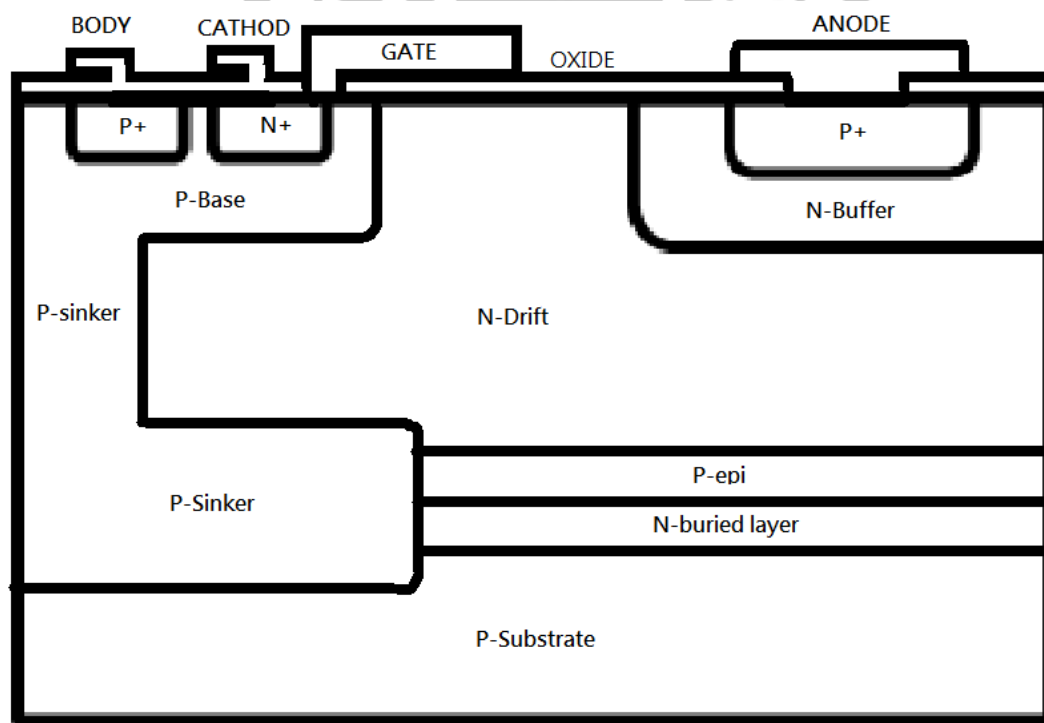 BODY
CATHOD
GATE
OXIDE
ANODE
P+
N+
P+
P-Base
N-Buffer
P-sinker
N-Drift
P-epi
P-Sinker
N-buried layer
P-Substrate